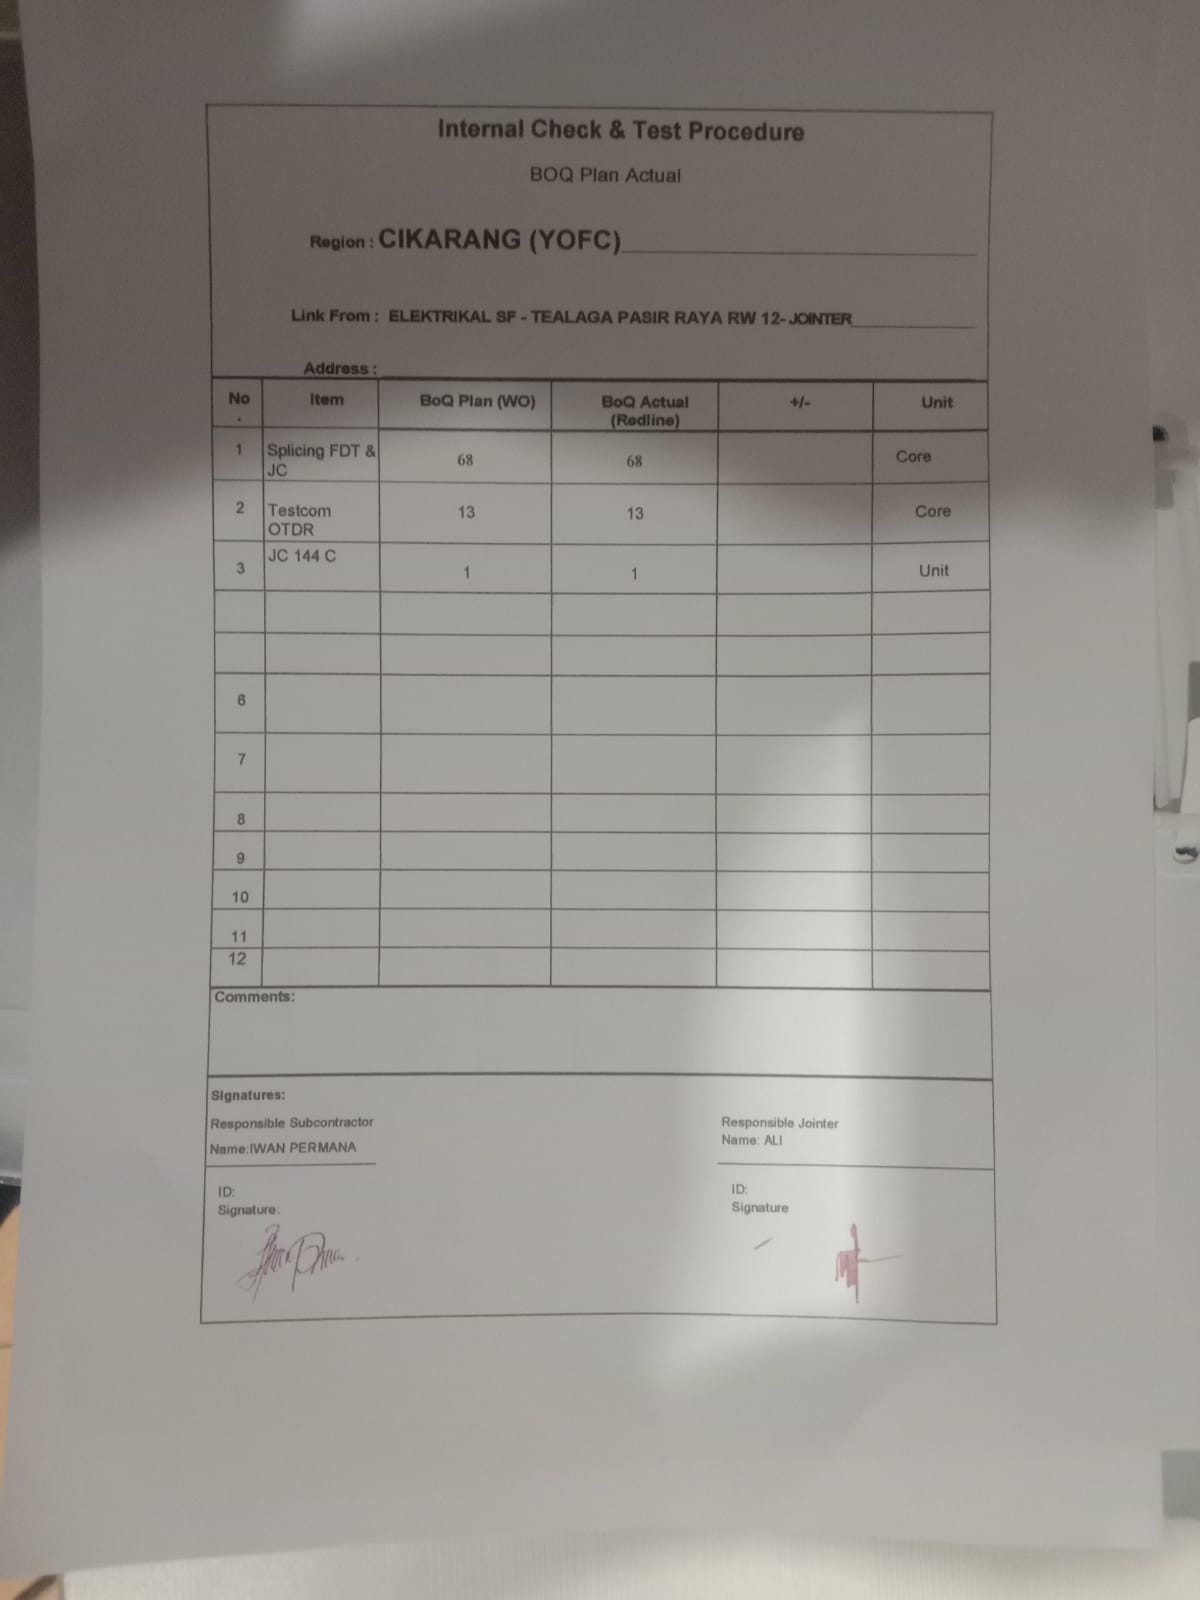 Internal Check & Test Procedure
BOQ Plan Actual
Region : CIKARANG (YOFC)
Link From : ELEKTRIKAL SF - TEALAGA PASIR RAYA RW 12- JOINTER
Address :
No . Item BoQ Plan (WO) BoQ Actual (Redline) +/- Unit
1 Splicing FDT & JC 68 68 Core
2 Testcom OTDR 13 13 Core
3 JC 144 C 1 1 Unit
6
7
8
9
10
11
12
Comments:
Signatures:
Responsible Subcontractor Responsible Jointer
Name:IWAN PERMANA Name: ALI
ID: ID:
Signature: Signature